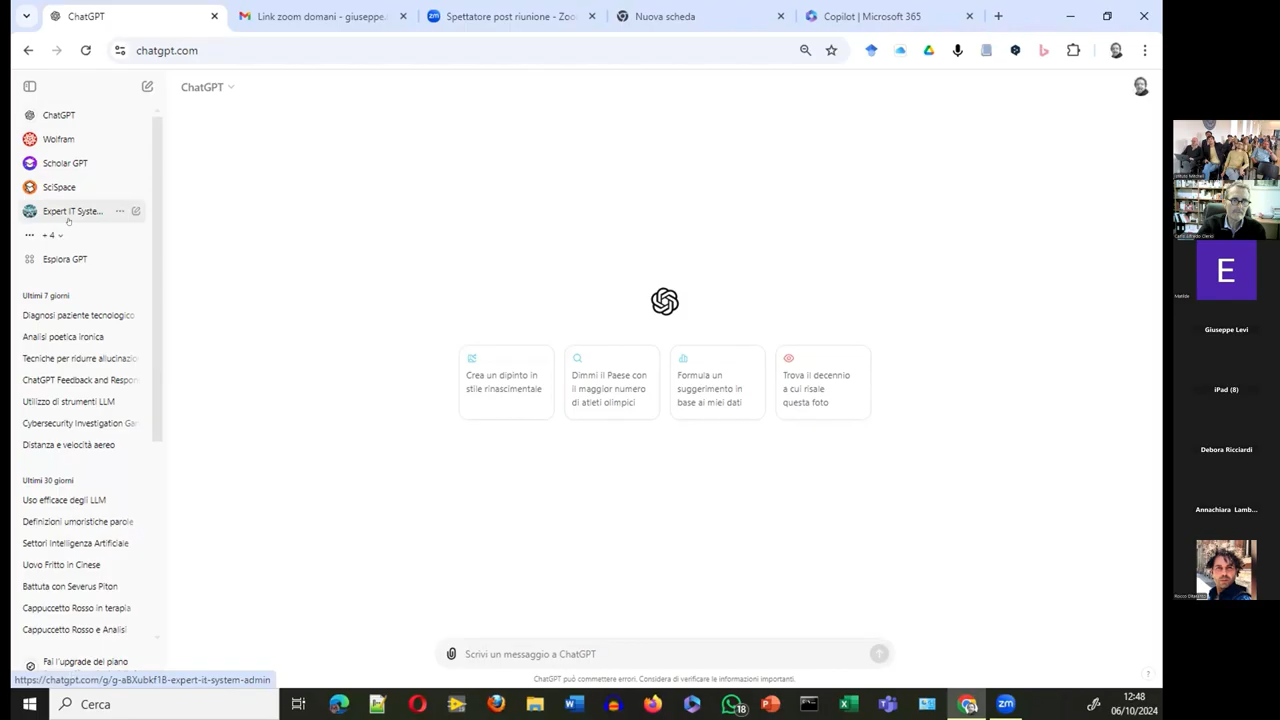 ChatGPT
Link zoom domani - giuseppe.
Spettatore post riunione - Zoo
Nuova scheda
Copilot | Microsoft 365
chatgpt.com
ChatGPT
ChatGPT
Wolfram
Scholar GPT
SciSpace
Expert IT Syste...
+ 4
Esplora GPT
Ultimi 7 giorni
Diagnosi paziente tecnologico
Analisi poetica ironica
Tecniche per ridurre allucinazio
ChatGPT Feedback and Respon
Utilizzo di strumenti LLM
Cybersecurity Investigation Gam
Distanza e velocità aereo
Ultimi 30 giorni
Uso efficace degli LLM
Definizioni umoristiche parole
Settori Intelligenza Artificiale
Uovo Fritto in Cinese
Battuta con Severus Piton
Cappuccetto Rosso in terapia
Cappuccetto Rosso e Analisi
Fai l'upgrade del piano
Crea un dipinto in
stile rinascimentale
Dimmi il Paese con
il maggior numero
di atleti olimpici
Formula un
suggerimento in
base ai miei dati
Trova il decennio
a cui risale
questa foto
Scrivi un messaggio a ChatGPT
ChatGPT può commettere errori. Considera di verificare le informazioni importanti.
?
https://chatgpt.com/g/g-aBXubkf1B-expert-it-system-admin
Cerca
18
12:48
06/10/2024
E
Matilde
Giuseppe Levi
iPad (8)
Debora Ricciardi
Annachiara Lamb...